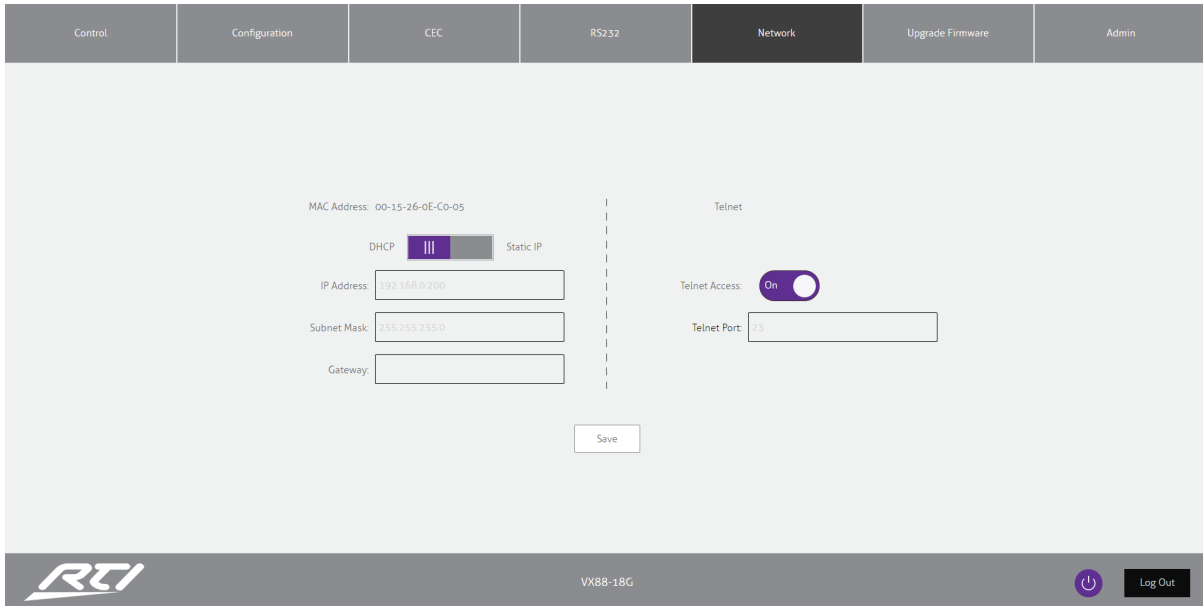 Control Configuration CEC RS232 Network Upgrade Firmware Admin
MAC Address: 00-15-26-0E-C0-05
DHCP Static IP
IP Address: 192.168.0.200
Subnet Mask: 255.255.255.0
Gateway:
Telnet
Telnet Access: On
Telnet Port: 23
Save
RTI VX88-18G Log Out